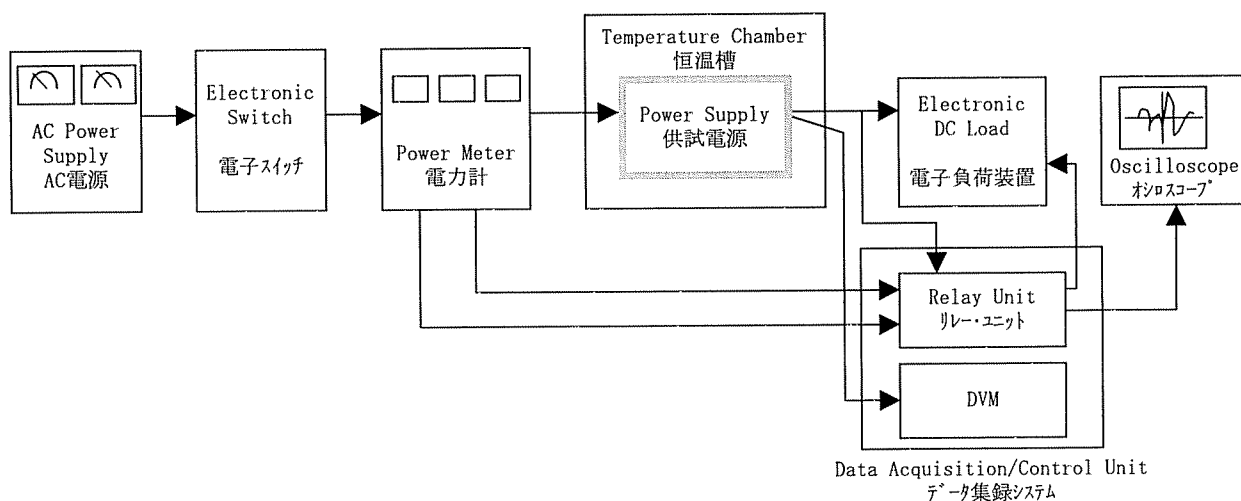 AC Power
Supply
AC電源
Electronic
Switch
電子スイッチ
Power Meter
電力計
Temperature Chamber
恒温槽
Power Supply
供試電源
Electronic
DC Load
電子負荷装置
Oscilloscope
オシロスコープ
Relay Unit
リレー・ユニット
DVM
Data Acquisition/Control Unit
データ集録システム